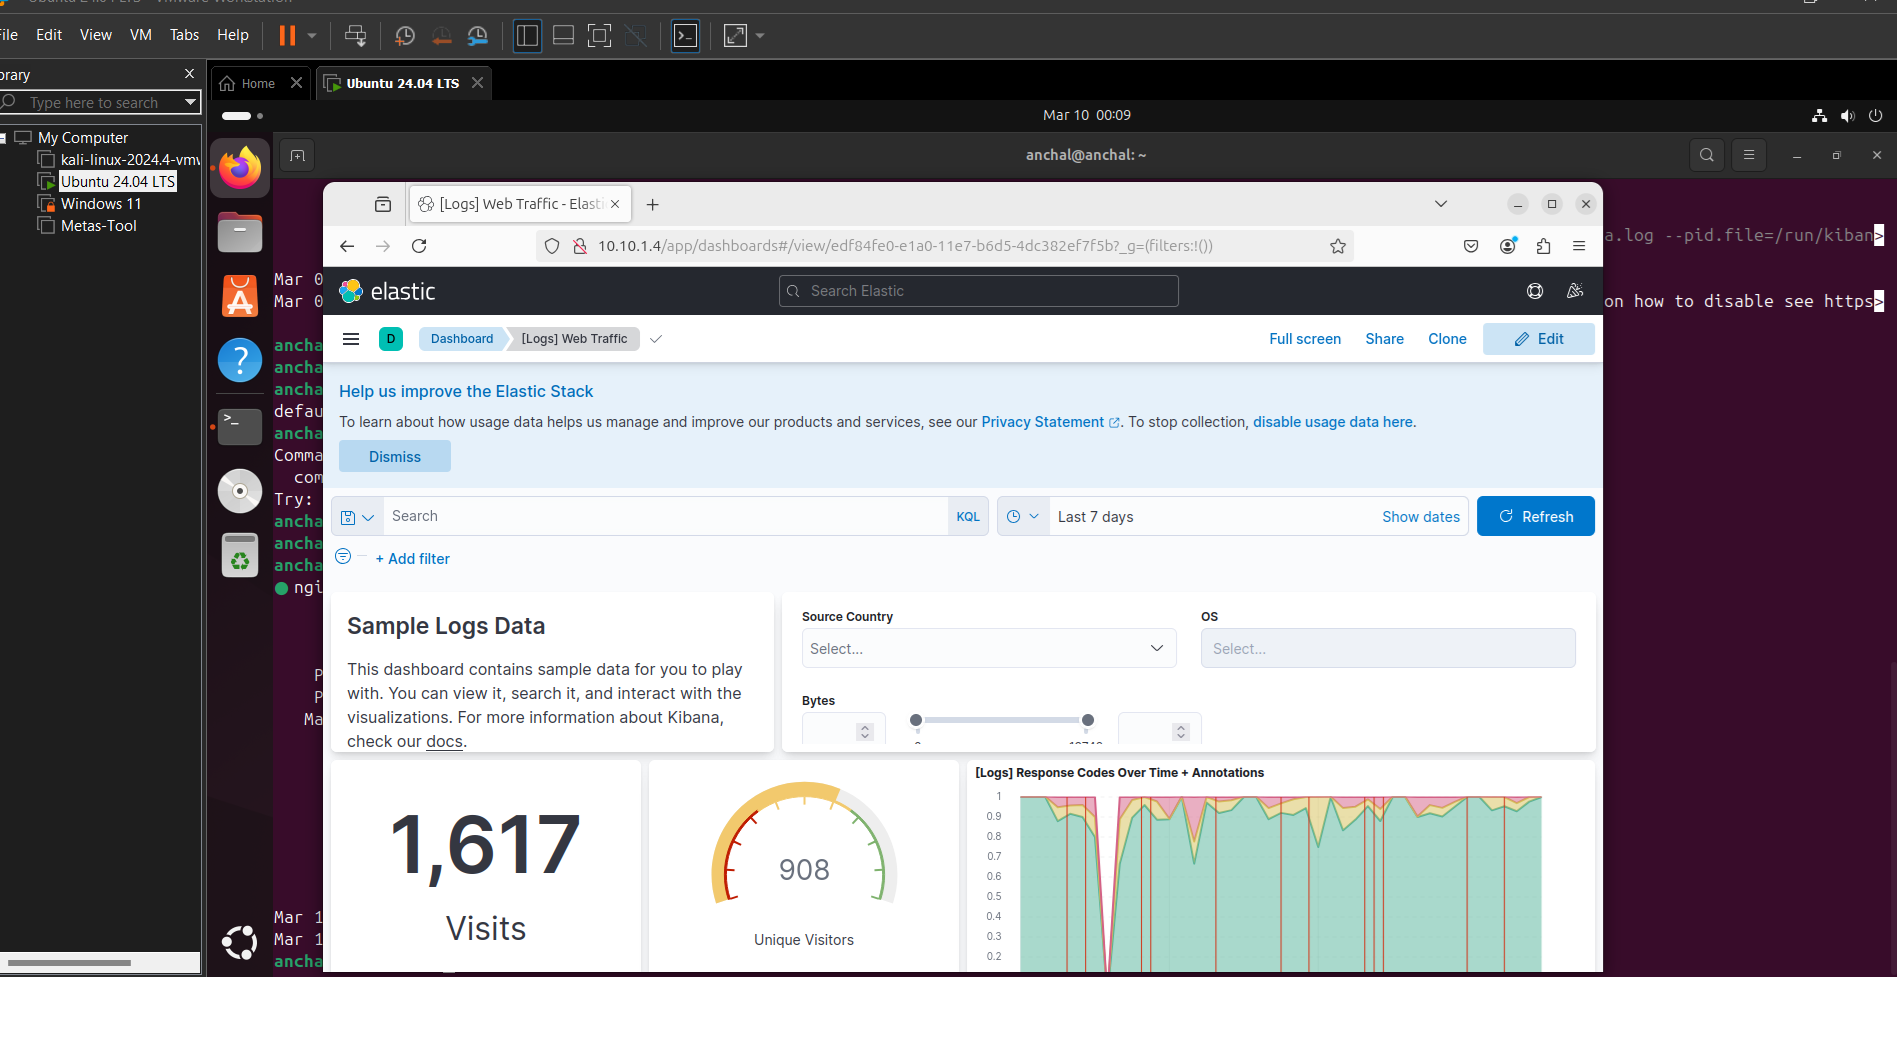 File Edit View VM Tabs Help
Library
Type here to search
My Computer
kali-linux-2024.4-vmw
Ubuntu 24.04 LTS
Windows 11
Metas-Tool
Home
Ubuntu 24.04 LTS
Mar 10 00:09
anchal@anchal: ~
[Logs] Web Traffic - Elasti
10.10.1.4/app/dashboards#/view/edf84fe0-e1a0-11e7-b6d5-4dc382ef7f5b?_g=(filters:!())
a.log --pid.file=/run/kiban>
on how to disable see https>
Mar 0
Mar 0
ancha
ancha
ancha
defau
ancha
Comma
com
Try:
ancha
ancha
ancha
ngi
P
P
Ma
Mar 1
Mar 1
ancha
elastic
Search Elastic
D
Dashboard
[Logs] Web Traffic
Full screen
Share
Clone
Edit
Help us improve the Elastic Stack
To learn about how usage data helps us manage and improve our products and services, see our Privacy Statement. To stop collection, disable usage data here.
Dismiss
Search
KQL
Last 7 days
Show dates
Refresh
+ Add filter
Sample Logs Data
This dashboard contains sample data for you to play
with. You can view it, search it, and interact with the
visualizations. For more information about Kibana,
check our docs.
Source Country
Select...
OS
Select...
Bytes
1,617
Visits
908
Unique Visitors
[Logs] Response Codes Over Time + Annotations
1
0.9
0.8
0.7
0.6
0.5
0.4
0.3
0.2